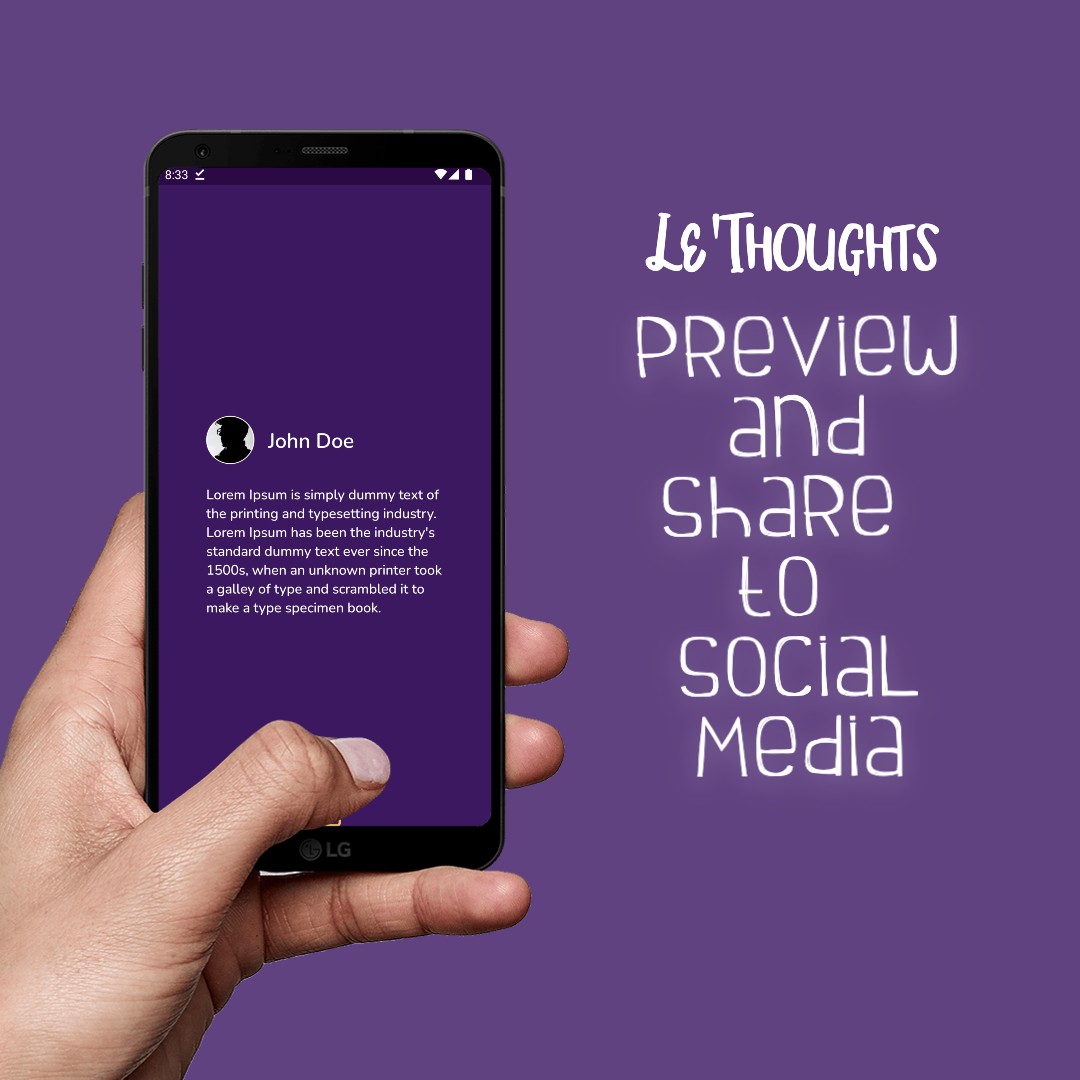 8:33
John Doe
Lorem Ipsum is simply dummy text of
the printing and typesetting industry.
Lorem Ipsum has been the industry's
standard dummy text ever since the
1500s, when an unknown printer took
a galley of type and scrambled it to
make a type specimen book.
LG
Le'Thoughts
Preview
and
Share
to
Social
Media